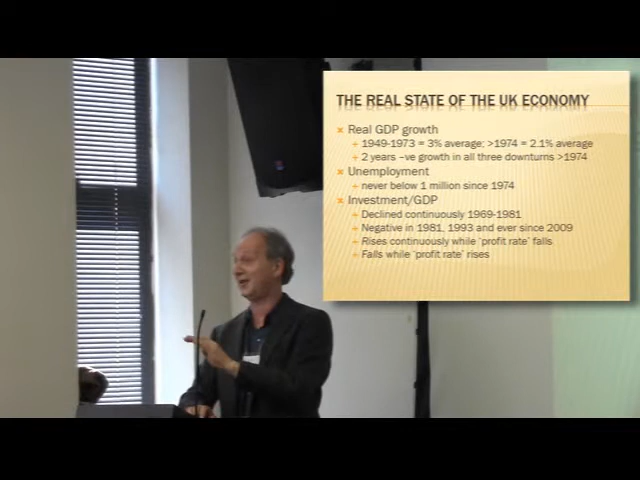 THE REAL STATE OF THE UK ECONOMY
Real GDP growth
1949-1973 = 3% average; >1974 = 2.1% average
2 years –ve growth in all three downturns >1974
Unemployment
never below 1 million since 1974
Investment/GDP
Declined continuously 1969-1981
Negative in 1981, 1993 and ever since 2009
Rises continuously while 'profit rate' falls
Falls while 'profit rate' rises